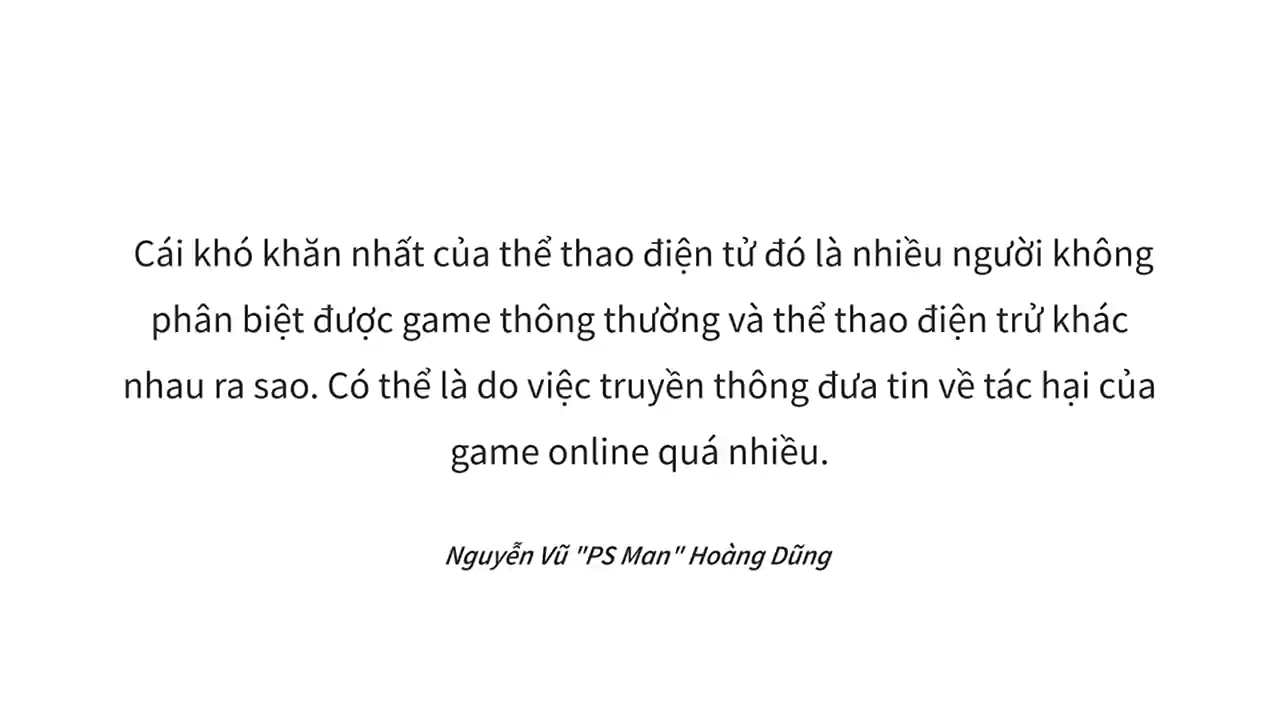 Cái khó khăn nhất của thể thao điện tử đó là nhiều người không
phân biệt được game thông thường và thể thao điện trử khác
nhau ra sao. Có thể là do việc truyền thông đưa tin về tác hại của
game online quá nhiều.
Nguyễn Vũ "PS Man" Hoàng Dũng